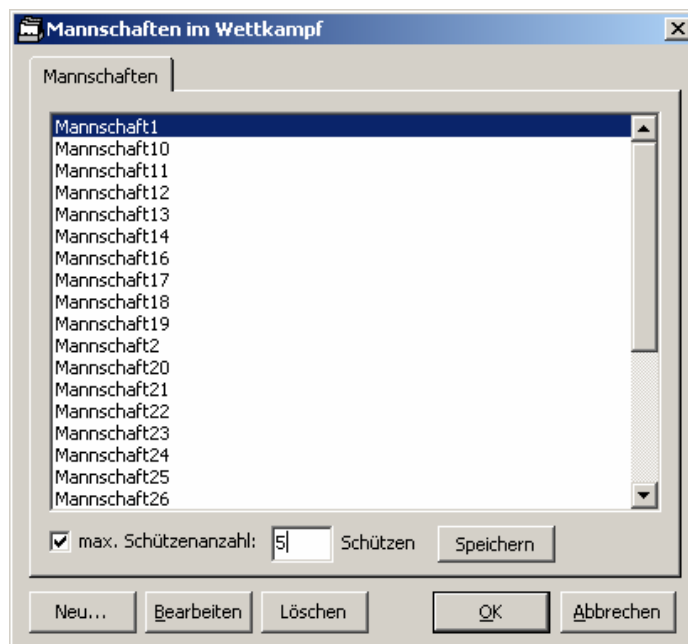 Mannschaften im Wettkampf
Mannschaften
Mannschaft1
Mannschaft10
Mannschaft11
Mannschaft12
Mannschaft13
Mannschaft14
Mannschaft16
Mannschaft17
Mannschaft18
Mannschaft19
Mannschaft2
Mannschaft20
Mannschaft21
Mannschaft22
Mannschaft23
Mannschaft24
Mannschaft25
Mannschaft26
max. Schützenanzahl: 5 Schützen Speichern
Neu... Bearbeiten Löschen OK Abbrechen